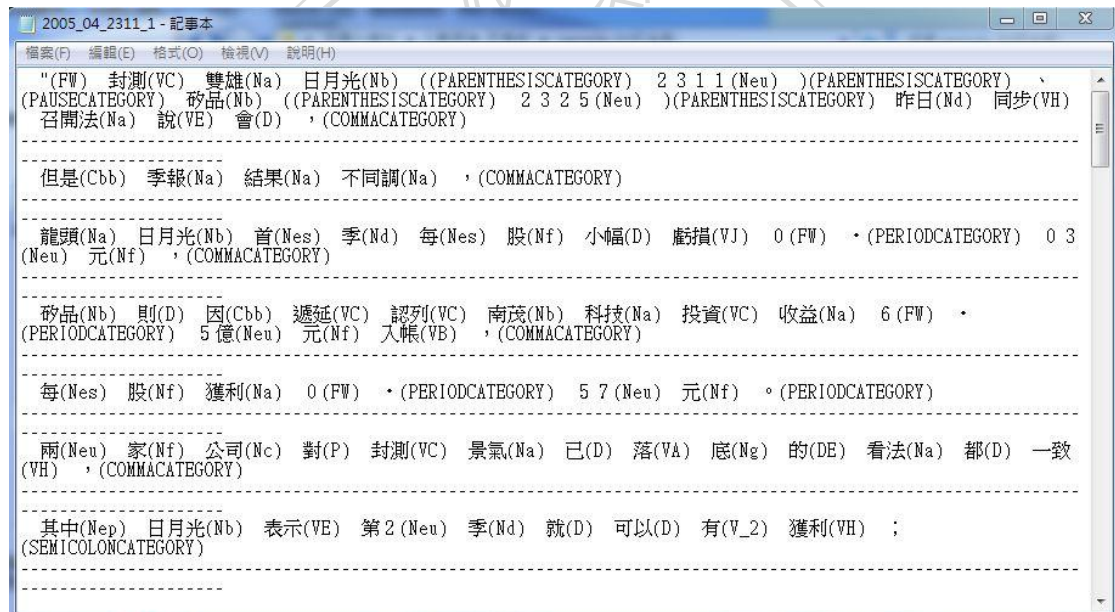 2005_04_2311_1 - 記事本
檔案(F) 編輯(E) 格式(O) 檢視(V) 說明(H)
"(FW) 封測(VC) 雙雄(Na) 日月光(Nb) ((PARENTHESISCATEGORY) 2311(Neu) )(PARENTHESISCATEGORY) 、
(PAUSECATEGORY) 矽品(Nb) ((PARENTHESISCATEGORY) 2325(Neu) )(PARENTHESISCATEGORY) 昨日(Nd) 同步(VH)
召開法(Na) 說(VE) 會(D) ,(COMMACATEGORY)
--------------------------------------------------------------------------------
--------------------
但是(Cbb) 季報(Na) 結果(Na) 不同調(Na) ,(COMMACATEGORY)
--------------------------------------------------------------------------------
--------------------
龍頭(Na) 日月光(Nb) 首(Nes) 季(Nd) 每(Nes) 股(Nf) 小幅(D) 虧損(VJ) 0(FW) ・(PERIODCATEGORY) 03
(Neu) 元(Nf) ,(COMMACATEGORY)
--------------------------------------------------------------------------------
--------------------
矽品(Nb) 則(D) 因(Cbb) 遞延(VC) 認列(VC) 南茂(Nb) 科技(Na) 投資(VC) 收益(Na) 6(FW) ・
(PERIODCATEGORY) 5億(Neu) 元(Nf) 入帳(VB) ,(COMMACATEGORY)
--------------------------------------------------------------------------------
--------------------
每(Nes) 股(Nf) 獲利(Na) 0(FW) ・(PERIODCATEGORY) 57(Neu) 元(Nf) 。(PERIODCATEGORY)
--------------------------------------------------------------------------------
--------------------
兩(Neu) 家(Nf) 公司(Nc) 對(P) 封測(VC) 景氣(Na) 已(D) 落(VA) 底(Ng) 的(DE) 看法(Na) 都(D) 一致
(VH) ,(COMMACATEGORY)
--------------------------------------------------------------------------------
--------------------
其中(Nep) 日月光(Nb) 表示(VE) 第2(Neu) 季(Nd) 就(D) 可以(D) 有(V_2) 獲利(VH) ;
(SEMICOLONCATEGORY)
--------------------------------------------------------------------------------
--------------------